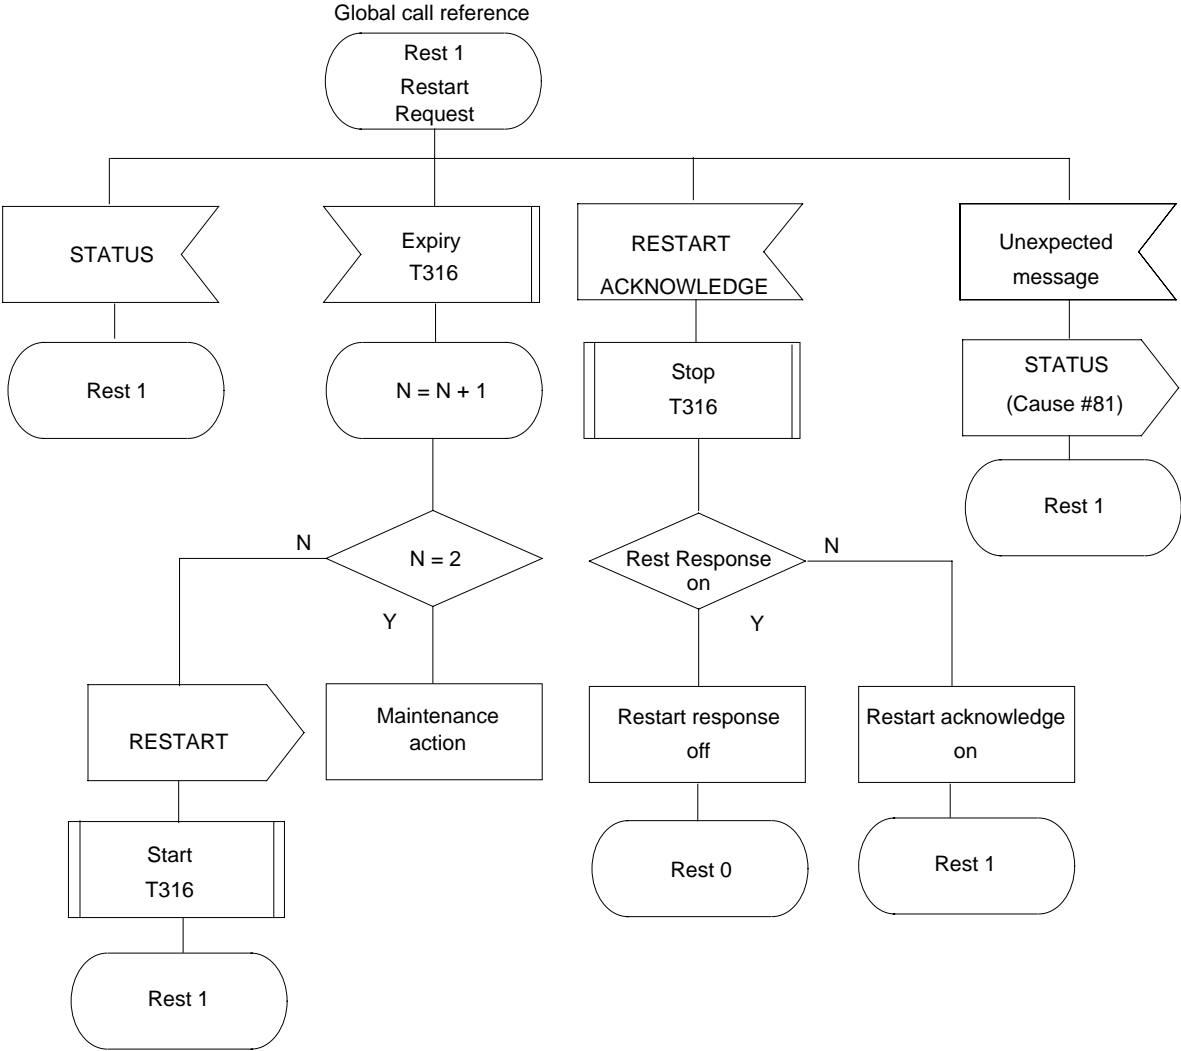 Global call reference
Rest 1
Restart
Request
STATUS
Rest 1
Expiry
T316
N = N + 1
N = 2
N
Y
RESTART
Start
T316
Rest 1
Maintenance
action
RESTART
ACKNOWLEDGE
Stop
T316
Rest Response
on
N
Y
Restart response
off
Rest 0
Restart acknowledge
on
Rest 1
Unexpected
message
STATUS
(Cause #81)
Rest 1